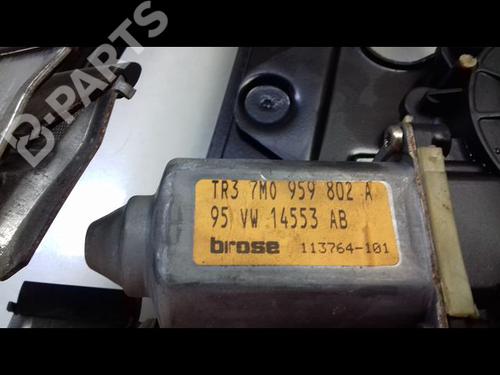 B-PARTS
TR3 7M0 959 802 A
95 VW 14553 AB
brose 113764-101